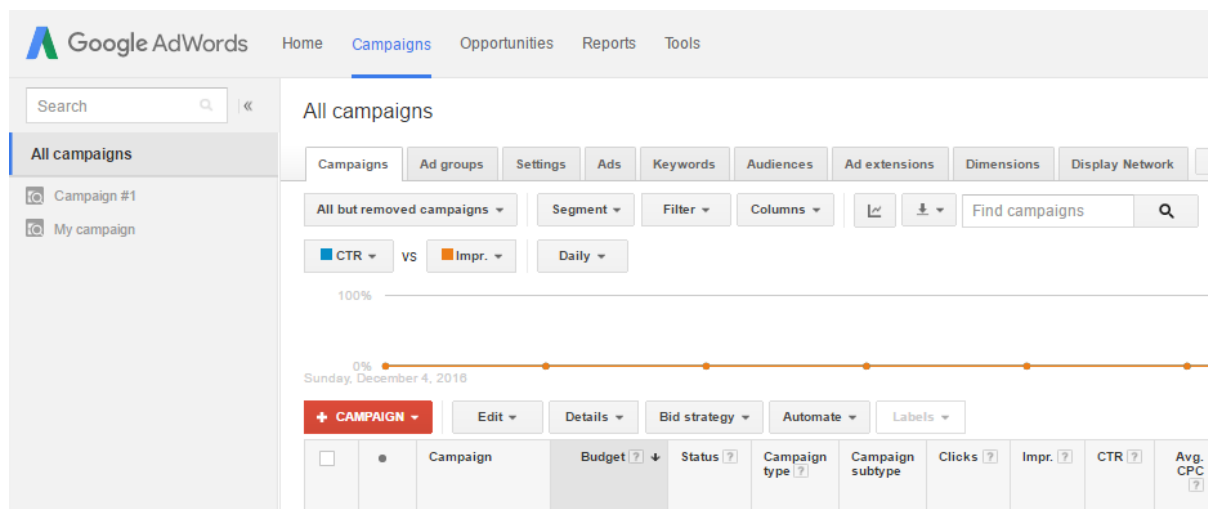 Google AdWords Home Campaigns Opportunities Reports Tools
Search «
All campaigns
All campaigns
Campaign #1
My campaign
Campaigns Ad groups Settings Ads Keywords Audiences Ad extensions Dimensions Display Network
All but removed campaigns Segment Filter Columns Find campaigns
CTR VS Impr. Daily
100%
0%
Sunday, December 4, 2016
+ CAMPAIGN Edit Details Bid strategy Automate Labels
Campaign Budget ? Status ? Campaign type ? Campaign subtype Clicks ? Impr. ? CTR ? Avg. CPC ?